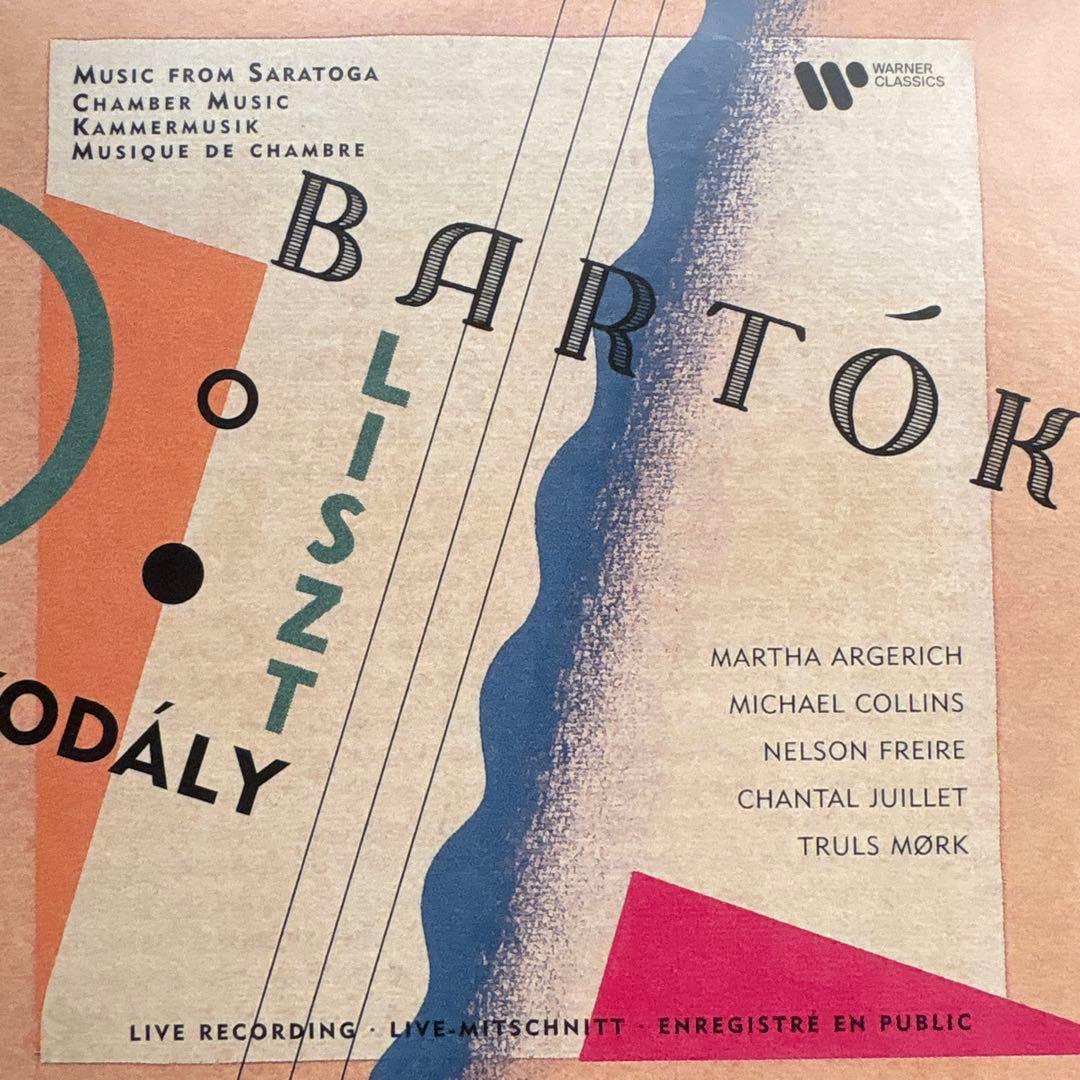 MUSIC FROM SARATOGA
CHAMBER MUSIC
KAMMERMUSIK
MUSIQUE DE CHAMBRE
WARNER
CLASSICS
BARTÓK
LISZT
ODÁLY
MARTHA ARGERICH
MICHAEL COLLINS
NELSON FREIRE
CHANTAL JUILLET
TRULS MØRK
LIVE RECORDING · LIVE-MITSCHNITT · ENREGISTRÉ EN PUBLIC